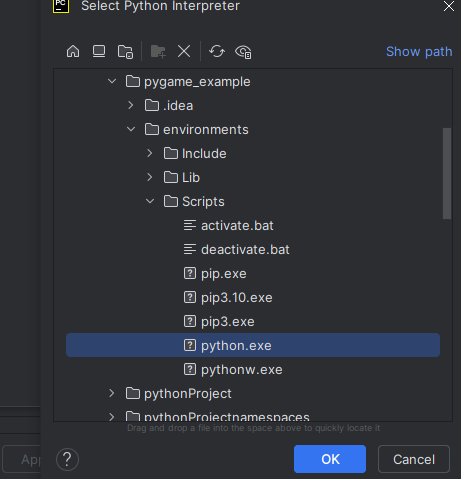 PC
Select Python Interpreter
Show path
pygame_example
.idea
environments
Include
Lib
Scripts
activate.bat
deactivate.bat
pip.exe
pip3.10.exe
pip3.exe
python.exe
pythonw.exe
pythonProject
pythonProjectnamespaces
Drag and drop a file into the space above to quickly locate it
App
?
OK
Cancel